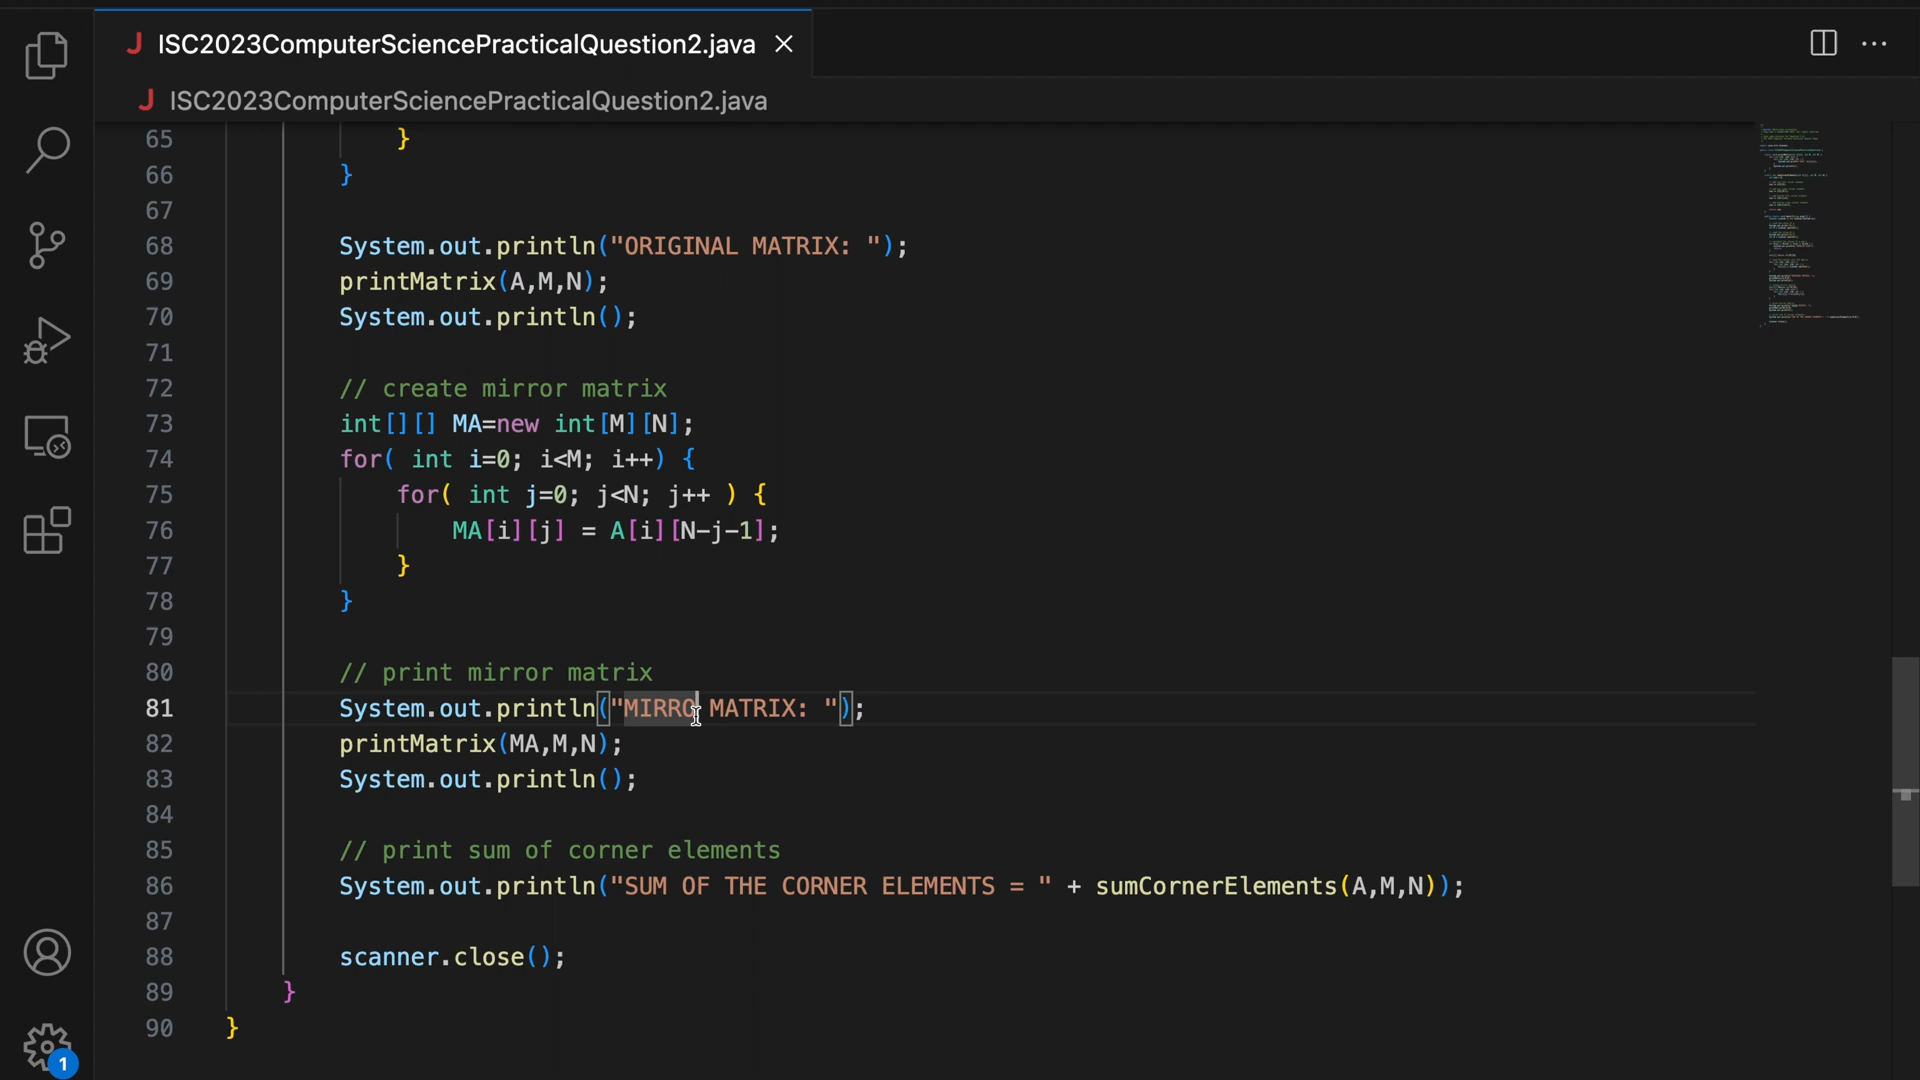 J ISC2023ComputerSciencePracticalQuestion2.java
J ISC2023ComputerSciencePracticalQuestion2.java
65 }
66 }
67
68 System.out.println("ORIGINAL MATRIX: ");
69 printMatrix(A,M,N);
70 System.out.println();
71
72 // create mirror matrix
73 int[][] MA=new int[M][N];
74 for( int i=0; i<M; i++) {
75 for( int j=0; j<N; j++ ) {
76 MA[i][j] = A[i][N-j-1];
77 }
78 }
79
80 // print mirror matrix
81 System.out.println("MIRRO MATRIX: ");
82 printMatrix(MA,M,N);
83 System.out.println();
84
85 // print sum of corner elements
86 System.out.println("SUM OF THE CORNER ELEMENTS = " + sumCornerElements(A,M,N));
87
88 scanner.close();
89 }
90 }
1